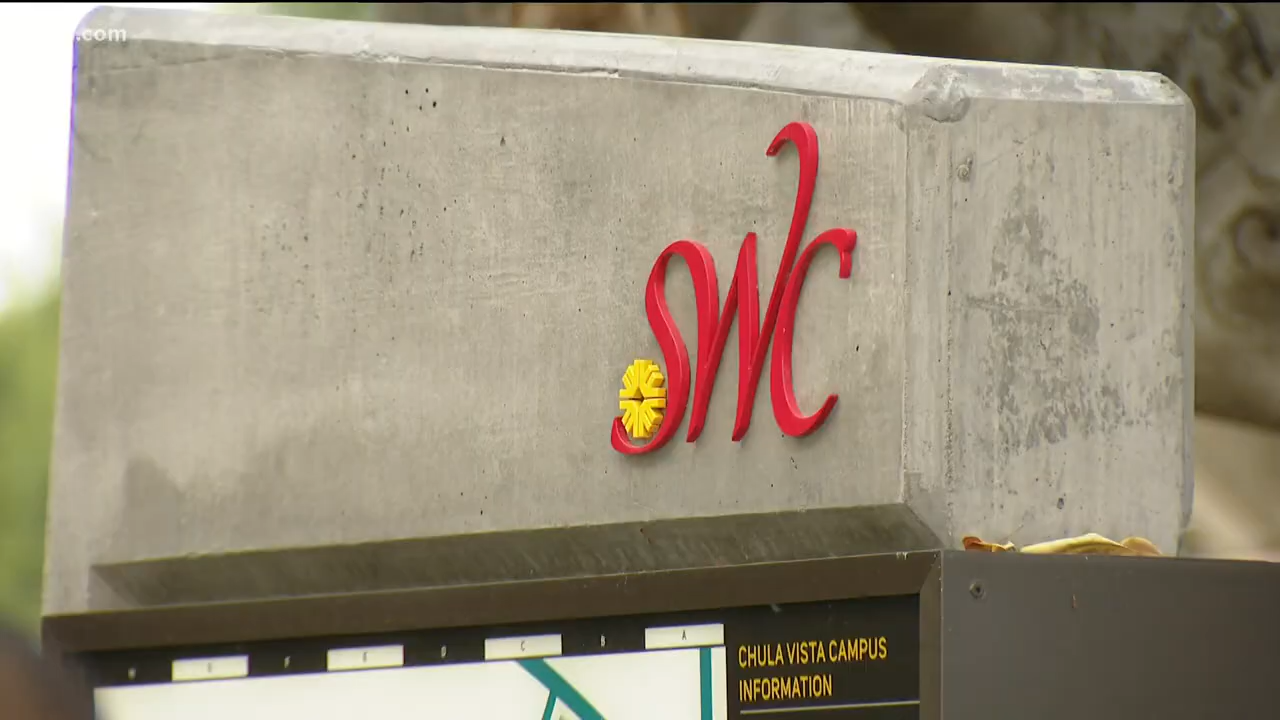 .com
SWC
H G F E D C B A
CHULA VISTA CAMPUS
INFORMATION